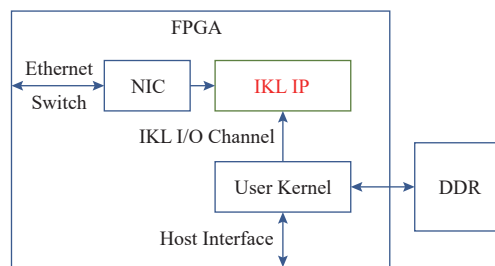 FPGA
Ethernet
Switch
NIC
IKL IP
IKL I/O Channel
User Kernel
DDR
Host Interface